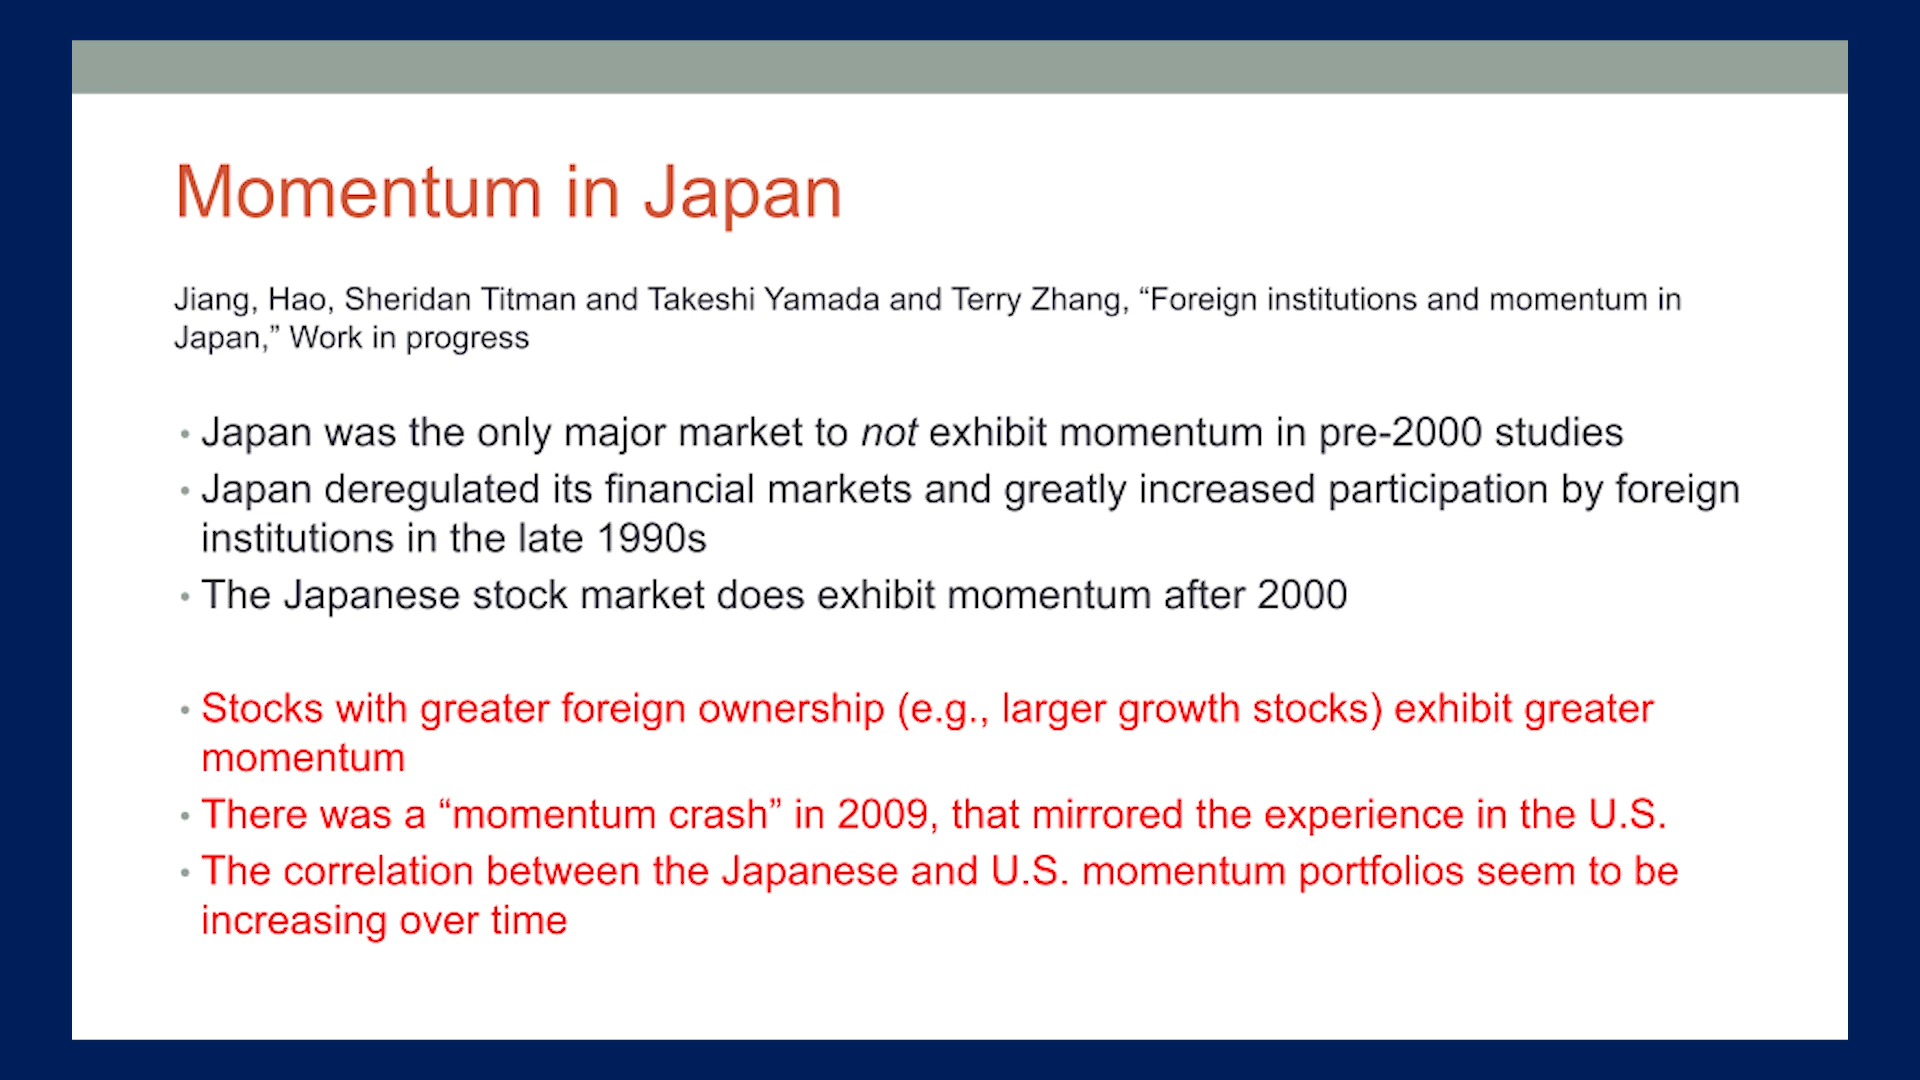 Momentum in Japan
Jiang, Hao, Sheridan Titman and Takeshi Yamada and Terry Zhang, “Foreign institutions and momentum in
Japan,” Work in progress
• Japan was the only major market to not exhibit momentum in pre-2000 studies
• Japan deregulated its financial markets and greatly increased participation by foreign
institutions in the late 1990s
• The Japanese stock market does exhibit momentum after 2000
• Stocks with greater foreign ownership (e.g., larger growth stocks) exhibit greater
momentum
• There was a “momentum crash” in 2009, that mirrored the experience in the U.S.
• The correlation between the Japanese and U.S. momentum portfolios seem to be
increasing over time